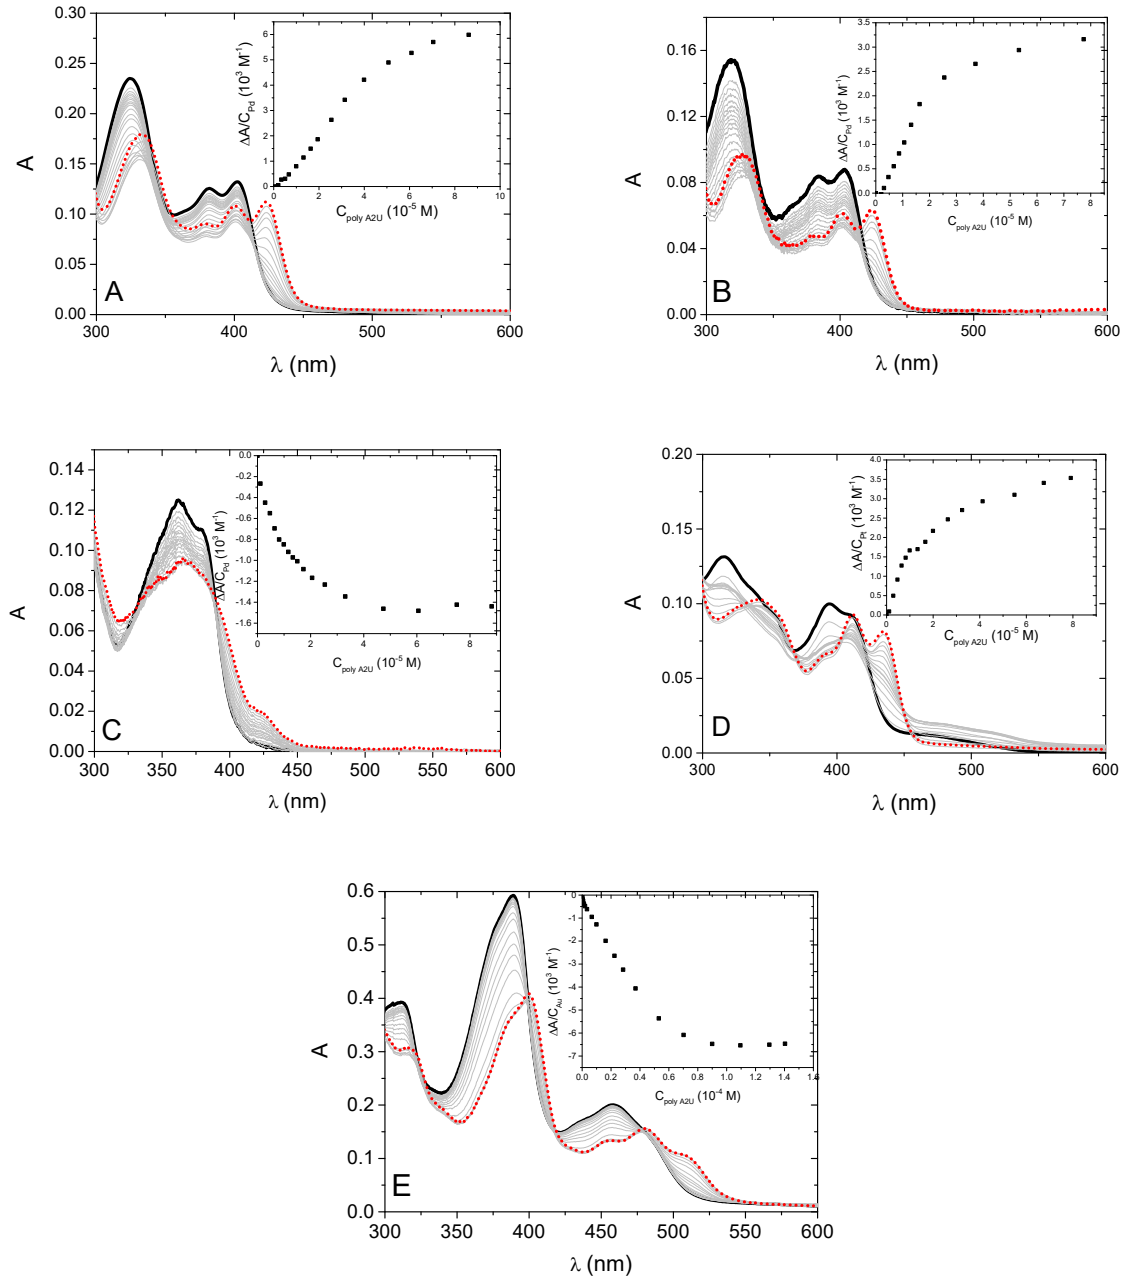 0.30
0.25
0.20
0.15
0.10
0.05
0.00
A
300 400 500 600
λ (nm)
A
6
5
4
3
2
1
0
ΔA/C_Pd (10³ M⁻¹)
0 2 4 6 8 10
C_poly A2U (10⁻⁵ M)
0.16
0.12
0.08
0.04
0.00
A
300 400 500 600
λ (nm)
B
3.5
3.0
2.5
2.0
1.5
1.0
0.5
0.0
ΔA/C_Pd (10³ M⁻¹)
0 1 2 3 4 5 6 7 8
C_poly A2U (10⁻⁵ M)
0.14
0.12
0.10
0.08
0.06
0.04
0.02
0.00
A
300 350 400 450 500 550 600
λ (nm)
C
0.0
-0.2
-0.4
-0.6
-0.8
-1.0
-1.2
-1.4
-1.6
ΔA/C_Pd (10³ M⁻¹)
0 2 4 6 8
C_poly A2U (10⁻⁵ M)
0.20
0.15
0.10
0.05
0.00
A
300 400 500 600
λ (nm)
D
4.0
3.5
3.0
2.5
2.0
1.5
1.0
0.5
0.0
ΔA/C_Pt (10³ M⁻¹)
0 2 4 6 8
C_poly A2U (10⁻⁵ M)
0.6
0.5
0.4
0.3
0.2
0.1
0.0
A
300 350 400 450 500 550 600
λ (nm)
E
0
-1
-2
-3
-4
-5
-6
-7
ΔA/C_Au (10³ M⁻¹)
0.0 0.2 0.4 0.6 0.8 1.0 1.2 1.4 1.6
C_poly A2U (10⁻⁴ M)